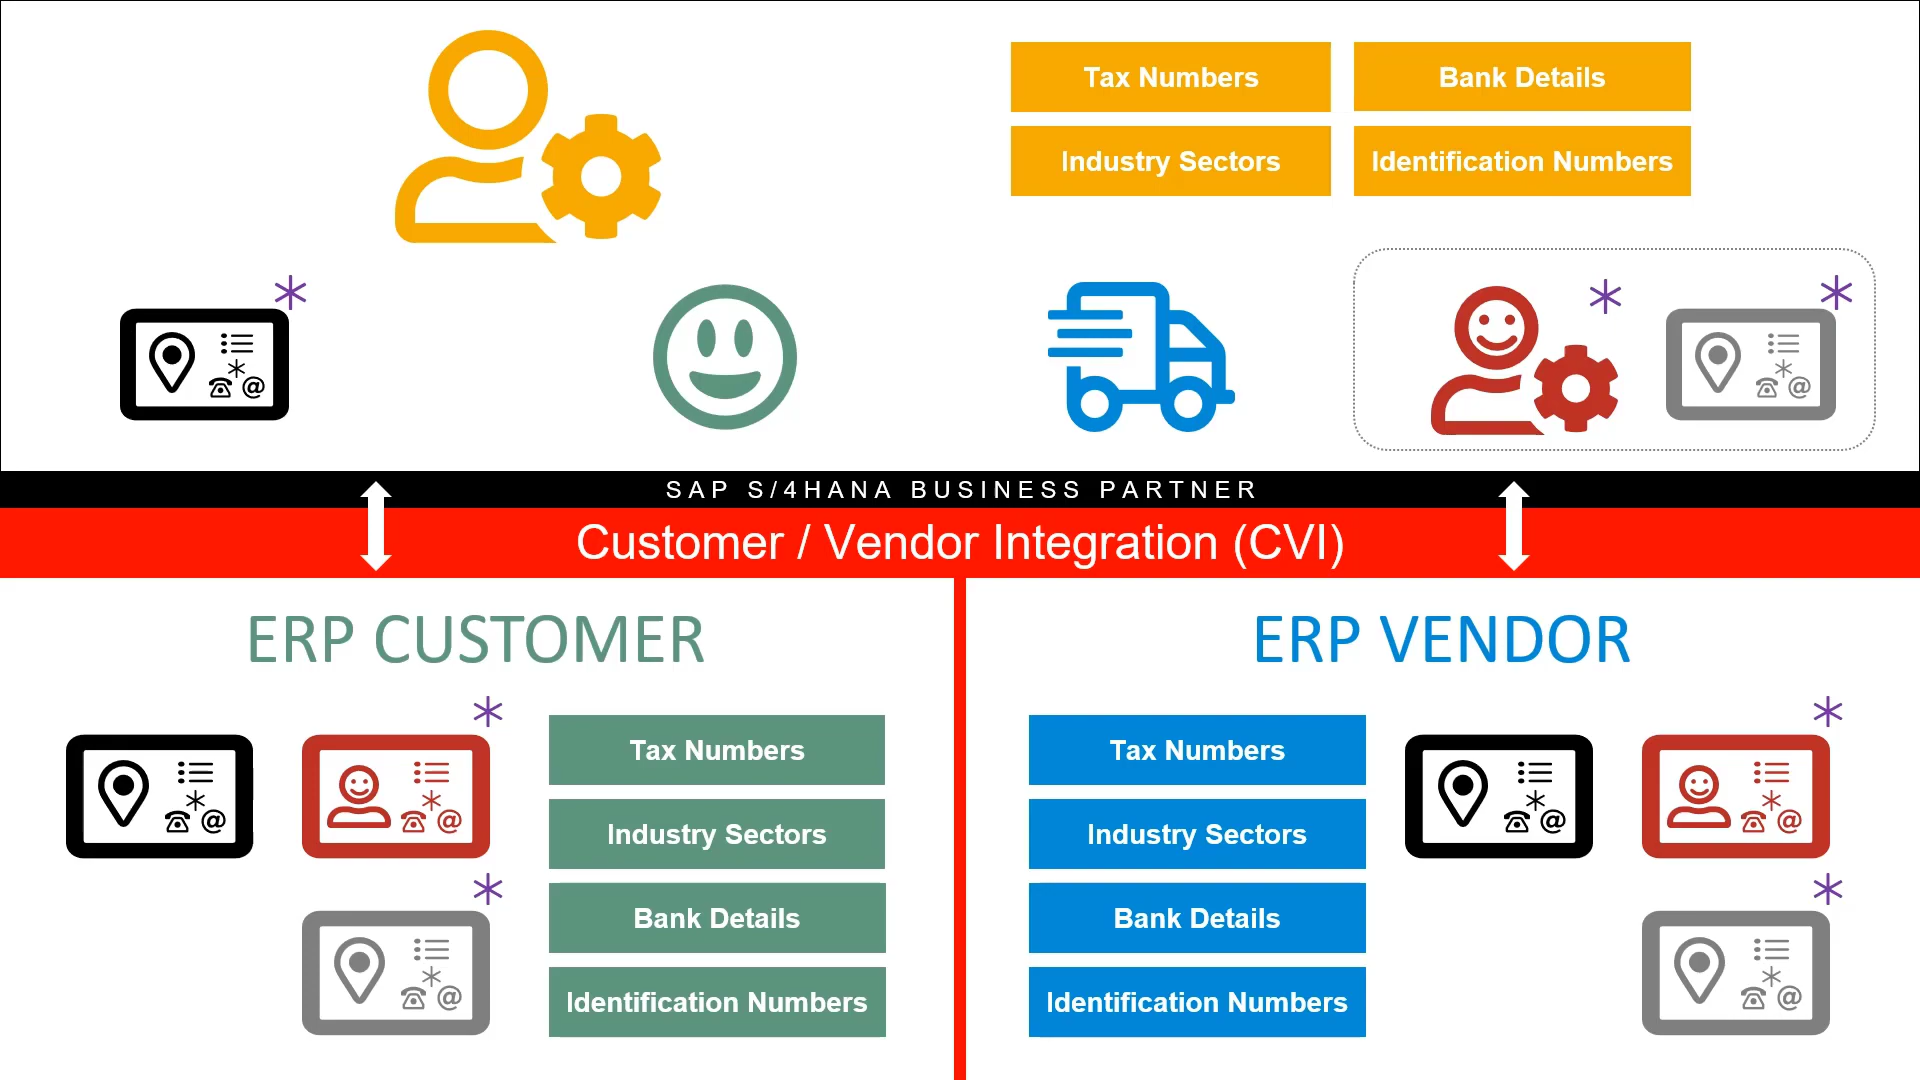 Tax Numbers
Bank Details
Industry Sectors
Identification Numbers
@
@
SAP S/4HANA BUSINESS PARTNER
Customer / Vendor Integration (CVI)
ERP CUSTOMER
@
@
@
Tax Numbers
Industry Sectors
Bank Details
Identification Numbers
ERP VENDOR
Tax Numbers
Industry Sectors
Bank Details
Identification Numbers
@
@
@